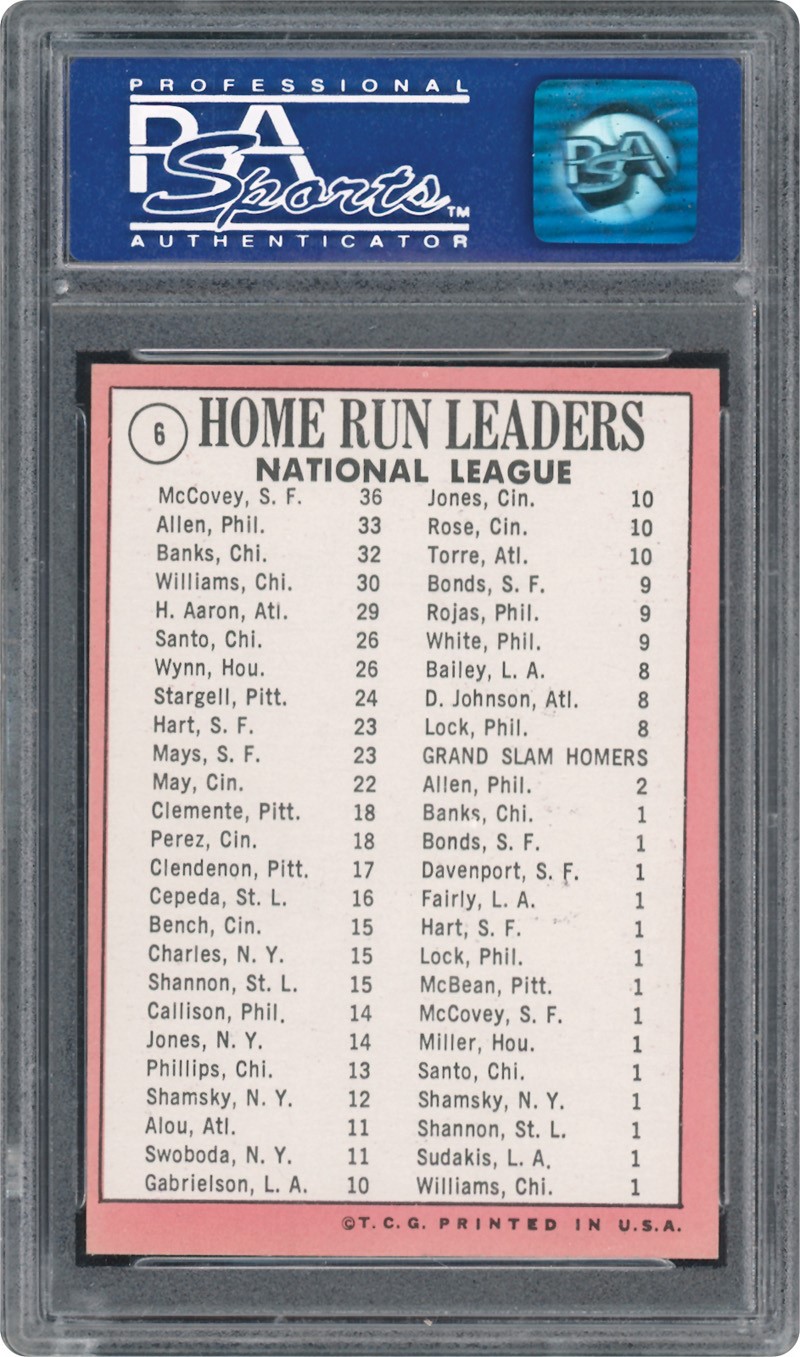 PROFESSIONAL
PSA
Sports™
AUTHENTICATOR
PSA
6 HOME RUN LEADERS
NATIONAL LEAGUE
McCovey, S. F. 36
Allen, Phil. 33
Banks, Chi. 32
Williams, Chi. 30
H. Aaron, Atl. 29
Santo, Chi. 26
Wynn, Hou. 26
Stargell, Pitt. 24
Hart, S. F. 23
Mays, S. F. 23
May, Cin. 22
Clemente, Pitt. 18
Perez, Cin. 18
Clendenon, Pitt. 17
Cepeda, St. L. 16
Bench, Cin. 15
Charles, N. Y. 15
Shannon, St. L. 15
Callison, Phil. 14
Jones, N. Y. 14
Phillips, Chi. 13
Shamsky, N. Y. 12
Alou, Atl. 11
Swoboda, N. Y. 11
Gabrielson, L. A. 10
Jones, Cin. 10
Rose, Cin. 10
Torre, Atl. 10
Bonds, S. F. 9
Rojas, Phil. 9
White, Phil. 9
Bailey, L. A. 8
D. Johnson, Atl. 8
Lock, Phil. 8
GRAND SLAM HOMERS
Allen, Phil. 2
Banks, Chi. 1
Bonds, S. F. 1
Davenport, S. F. 1
Fairly, L. A. 1
Hart, S. F. 1
Lock, Phil. 1
McBean, Pitt. 1
McCovey, S. F. 1
Miller, Hou. 1
Santo, Chi. 1
Shamsky, N. Y. 1
Shannon, St. L. 1
Sudakis, L. A. 1
Williams, Chi. 1
©T. C. G. PRINTED IN U.S.A.